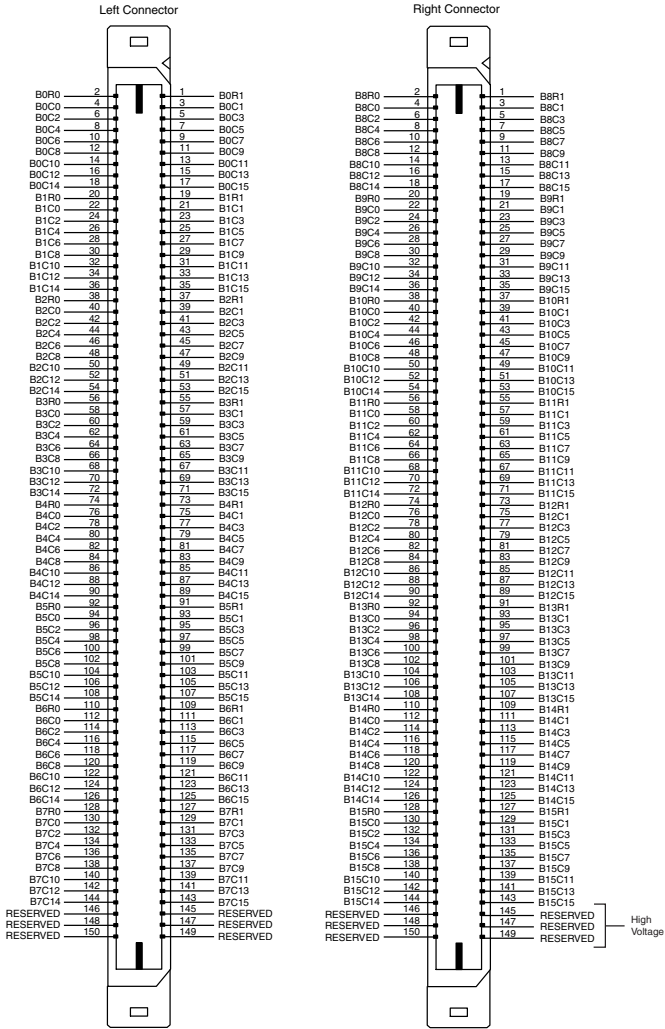 Left Connector
B0R0 2 1 B0R1
B0C0 4 3 B0C1
B0C2 6 5 B0C3
B0C4 8 7 B0C5
B0C6 10 9 B0C7
B0C8 12 11 B0C9
B0C10 14 13 B0C11
B0C12 16 15 B0C13
B0C14 18 17 B0C15
B1R0 20 19 B1R1
B1C0 22 21 B1C1
B1C2 24 23 B1C3
B1C4 26 25 B1C5
B1C6 28 27 B1C7
B1C8 30 29 B1C9
B1C10 32 31 B1C11
B1C12 34 33 B1C13
B1C14 36 35 B1C15
B2R0 38 37 B2R1
B2C0 40 39 B2C1
B2C2 42 41 B2C3
B2C4 44 43 B2C5
B2C6 46 45 B2C7
B2C8 48 47 B2C9
B2C10 50 49 B2C11
B2C12 52 51 B2C13
B2C14 54 53 B2C15
B3R0 56 55 B3R1
B3C0 58 57 B3C1
B3C2 60 59 B3C3
B3C4 62 61 B3C5
B3C6 64 63 B3C7
B3C8 66 65 B3C9
B3C10 68 67 B3C11
B3C12 70 69 B3C13
B3C14 72 71 B3C15
B4R0 74 73 B4R1
B4C0 76 75 B4C1
B4C2 78 77 B4C3
B4C4 80 79 B4C5
B4C6 82 81 B4C7
B4C8 84 83 B4C9
B4C10 86 85 B4C11
B4C12 88 87 B4C13
B4C14 90 89 B4C15
B5R0 92 91 B5R1
B5C0 94 93 B5C1
B5C2 96 95 B5C3
B5C4 98 97 B5C5
B5C6 100 99 B5C7
B5C8 102 101 B5C9
B5C10 104 103 B5C11
B5C12 106 105 B5C13
B5C14 108 107 B5C15
B6R0 110 109 B6R1
B6C0 112 111 B6C1
B6C2 114 113 B6C3
B6C4 116 115 B6C5
B6C6 118 117 B6C7
B6C8 120 119 B6C9
B6C10 122 121 B6C11
B6C12 124 123 B6C13
B6C14 126 125 B6C15
B7R0 128 127 B7R1
B7C0 130 129 B7C1
B7C2 132 131 B7C3
B7C4 134 133 B7C5
B7C6 136 135 B7C7
B7C8 138 137 B7C9
B7C10 140 139 B7C11
B7C12 142 141 B7C13
B7C14 144 143 B7C15
RESERVED 146 145 RESERVED
RESERVED 148 147 RESERVED
RESERVED 150 149 RESERVED
Right Connector
B8R0 2 1 B8R1
B8C0 4 3 B8C1
B8C2 6 5 B8C3
B8C4 8 7 B8C5
B8C6 10 9 B8C7
B8C8 12 11 B8C9
B8C10 14 13 B8C11
B8C12 16 15 B8C13
B8C14 18 17 B8C15
B9R0 20 19 B9R1
B9C0 22 21 B9C1
B9C2 24 23 B9C3
B9C4 26 25 B9C5
B9C6 28 27 B9C7
B9C8 30 29 B9C9
B9C10 32 31 B9C11
B9C12 34 33 B9C13
B9C14 36 35 B9C15
B10R0 38 37 B10R1
B10C0 40 39 B10C1
B10C2 42 41 B10C3
B10C4 44 43 B10C5
B10C6 46 45 B10C7
B10C8 48 47 B10C9
B10C10 50 49 B10C11
B10C12 52 51 B10C13
B10C14 54 53 B10C15
B11R0 56 55 B11R1
B11C0 58 57 B11C1
B11C2 60 59 B11C3
B11C4 62 61 B11C5
B11C6 64 63 B11C7
B11C8 66 65 B11C9
B11C10 68 67 B11C11
B11C12 70 69 B11C13
B11C14 72 71 B11C15
B12R0 74 73 B12R1
B12C0 76 75 B12C1
B12C2 78 77 B12C3
B12C4 80 79 B12C5
B12C6 82 81 B12C7
B12C8 84 83 B12C9
B12C10 86 85 B12C11
B12C12 88 87 B12C13
B12C14 90 89 B12C15
B13R0 92 91 B13R1
B13C0 94 93 B13C1
B13C2 96 95 B13C3
B13C4 98 97 B13C5
B13C6 100 99 B13C7
B13C8 102 101 B13C9
B13C10 104 103 B13C11
B13C12 106 105 B13C13
B13C14 108 107 B13C15
B14R0 110 109 B14R1
B14C0 112 111 B14C1
B14C2 114 113 B14C3
B14C4 116 115 B14C5
B14C6 118 117 B14C7
B14C8 120 119 B14C9
B14C10 122 121 B14C11
B14C12 124 123 B14C13
B14C14 126 125 B14C15
B15R0 128 127 B15R1
B15C0 130 129 B15C1
B15C2 132 131 B15C3
B15C4 134 133 B15C5
B15C6 136 135 B15C7
B15C8 138 137 B15C9
B15C10 140 139 B15C11
B15C12 142 141 B15C13
B15C14 144 143 B15C15
RESERVED 146 145 RESERVED
RESERVED 148 147 RESERVED
RESERVED 150 149 RESERVED
High
Voltage